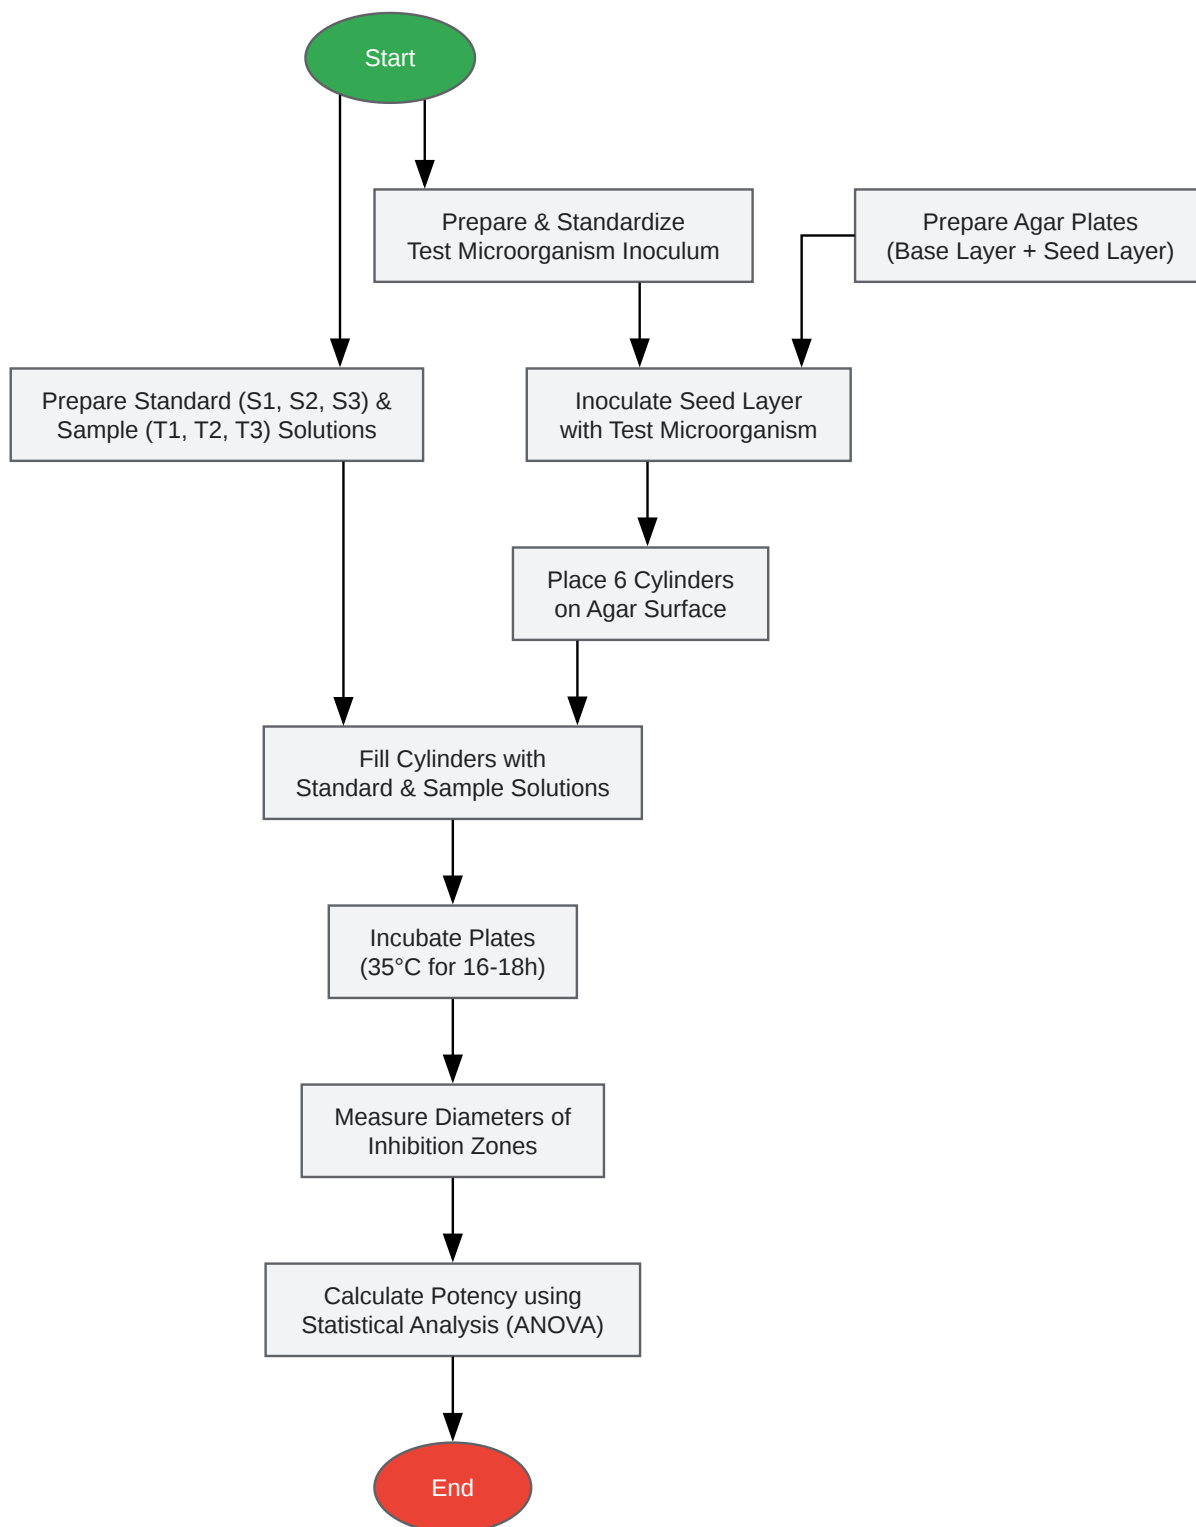 Start
Prepare & Standardize
Test Microorganism Inoculum
Prepare Agar Plates
(Base Layer + Seed Layer)
Prepare Standard (S1, S2, S3) &
Sample (T1, T2, T3) Solutions
Inoculate Seed Layer
with Test Microorganism
Place 6 Cylinders
on Agar Surface
Fill Cylinders with
Standard & Sample Solutions
Incubate Plates
(35°C for 16-18h)
Measure Diameters of
Inhibition Zones
Calculate Potency using
Statistical Analysis (ANOVA)
End